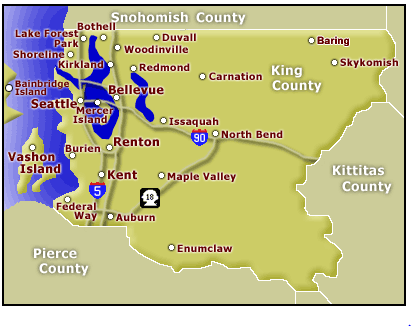 Snohomish County
Bothell
Lake Forest
Park
Duvall
Baring
Woodinville
Shoreline
Kirkland
Redmond
Skykomish
King
County
Carnation
Bainbridge
Island
Bellevue
Seattle
Mercer
Island
Issaquah
90
North Bend
Burien
Renton
Vashon
Island
Kittitas
County
Kent
Maple Valley
5
18
Federal
Way
Auburn
Enumclaw
Pierce
County